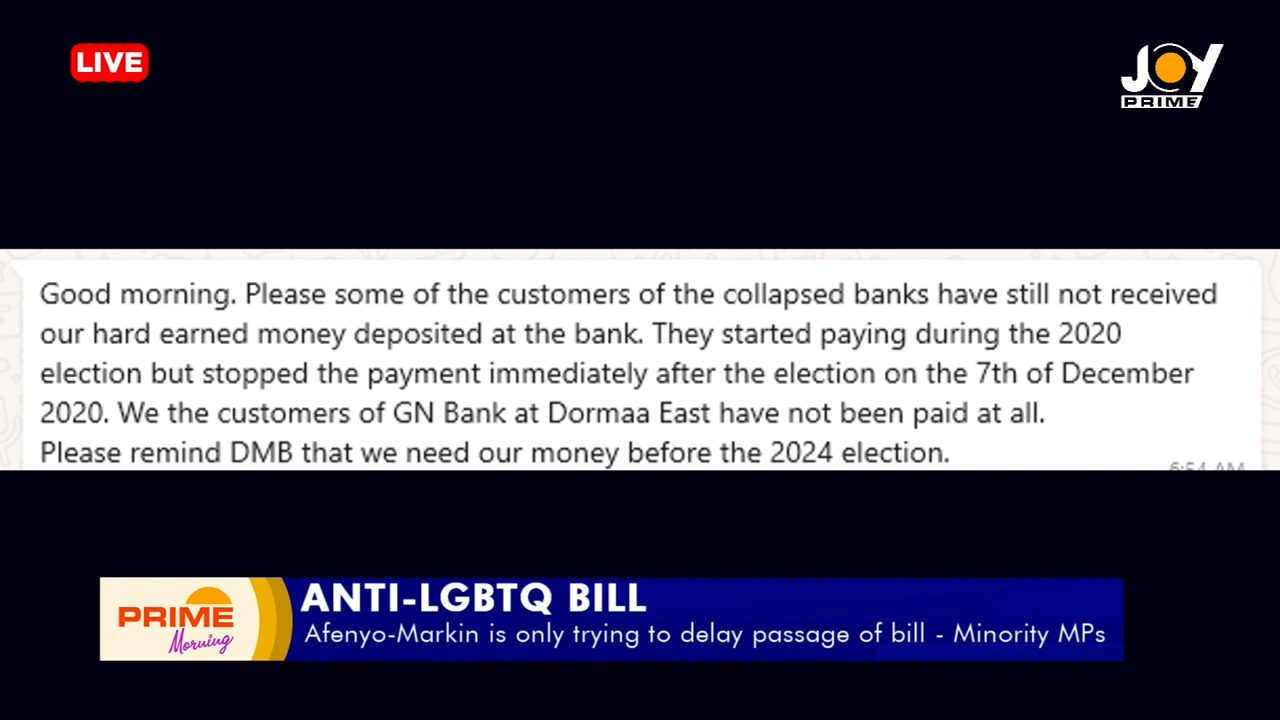 LIVE
JOY
PRIME
Good morning. Please some of the customers of the collapsed banks have still not received
our hard earned money deposited at the bank. They started paying during the 2020
election but stopped the payment immediately after the election on the 7th of December
2020. We the customers of GN Bank at Dormaa East have not been paid at all.
Please remind DMB that we need our money before the 2024 election.
6:54 AM
PRIME
Morning
ANTI-LGBTQ BILL
Afenyo-Markin is only trying to delay passage of bill - Minority MPs